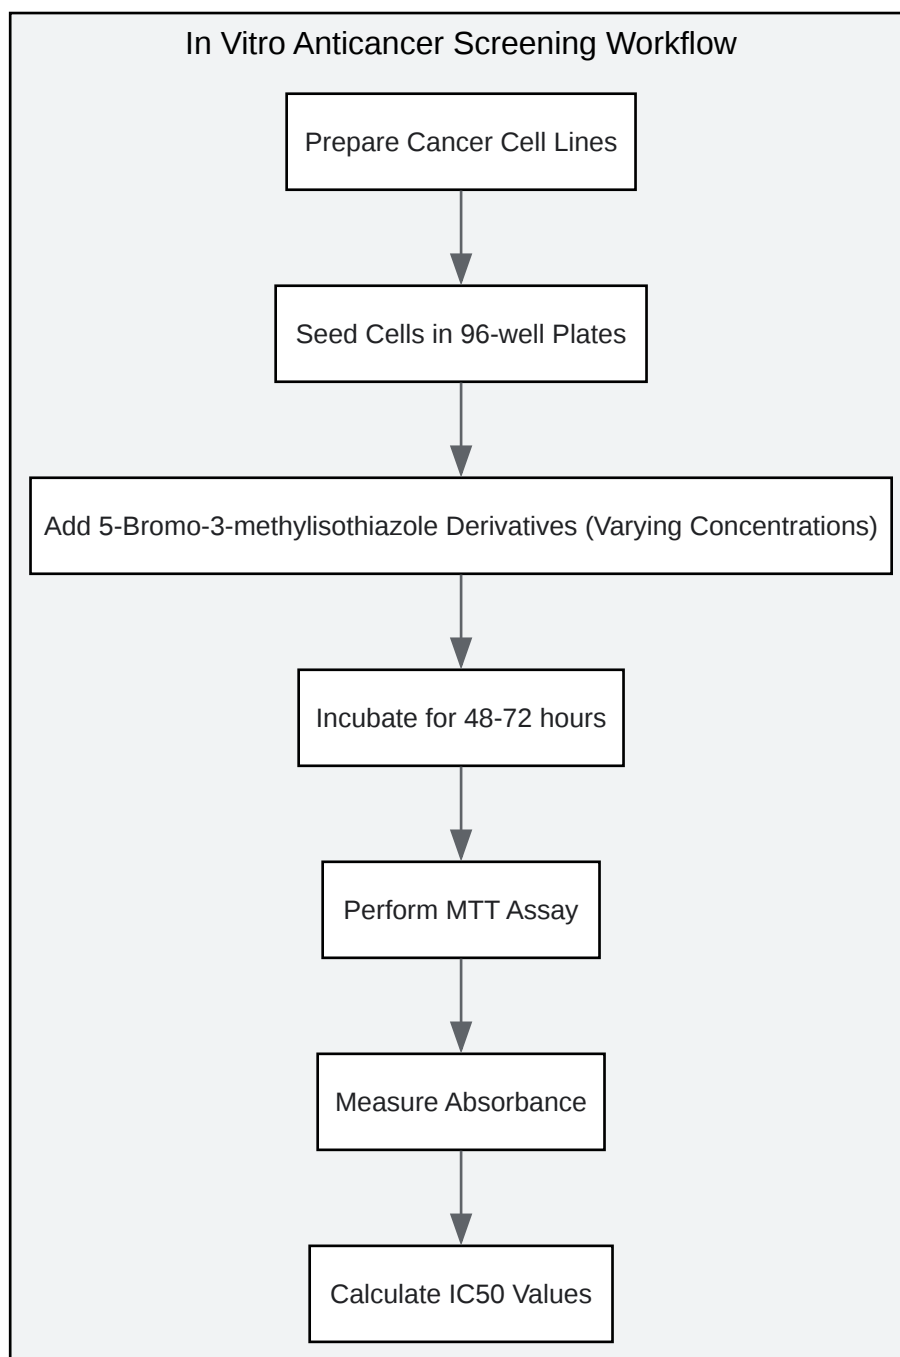 In Vitro Anticancer Screening Workflow
Prepare Cancer Cell Lines
Seed Cells in 96-well Plates
Add 5-Bromo-3-methylisothiazole Derivatives (Varying Concentrations)
Incubate for 48-72 hours
Perform MTT Assay
Measure Absorbance
Calculate IC50 Values